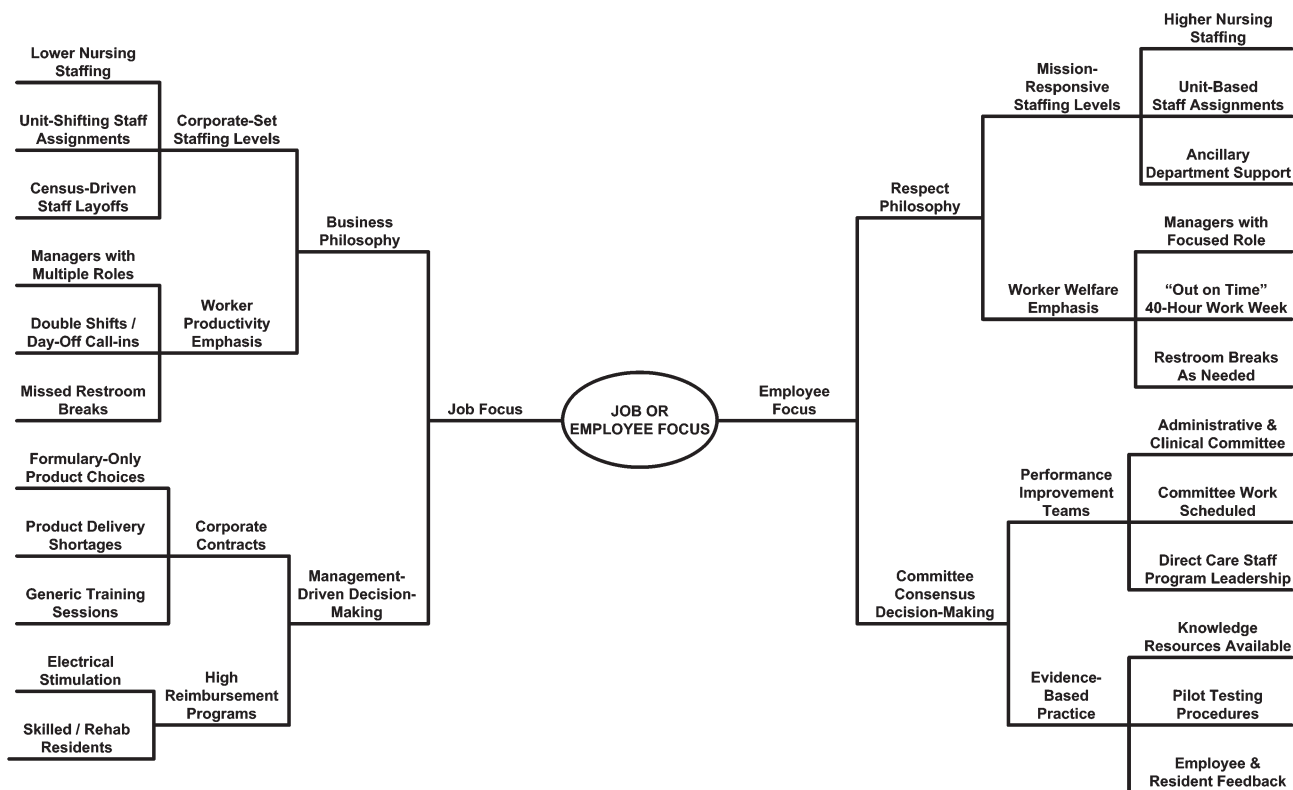 Lower Nursing
Staffing
Unit-Shifting Staff
Assignments
Census-Driven
Staff Layoffs
Corporate-Set
Staffing Levels
Managers with
Multiple Roles
Double Shifts /
Day-Off Call-ins
Missed Restroom
Breaks
Worker
Productivity
Emphasis
Business
Philosophy
Formulary-Only
Product Choices
Product Delivery
Shortages
Generic Training
Sessions
Corporate
Contracts
Electrical
Stimulation
Skilled / Rehab
Residents
High
Reimbursement
Programs
Management-
Driven Decision-
Making
Job Focus
JOB OR
EMPLOYEE FOCUS
Employee
Focus
Respect
Philosophy
Mission-
Responsive
Staffing Levels
Higher Nursing
Staffing
Unit-Based
Staff Assignments
Ancillary
Department Support
Worker Welfare
Emphasis
Managers with
Focused Role
“Out on Time”
40-Hour Work Week
Restroom Breaks
As Needed
Committee
Consensus
Decision-Making
Performance
Improvement
Teams
Administrative &
Clinical Committee
Committee Work
Scheduled
Direct Care Staff
Program Leadership
Evidence-
Based
Practice
Knowledge
Resources Available
Pilot Testing
Procedures
Employee &
Resident Feedback